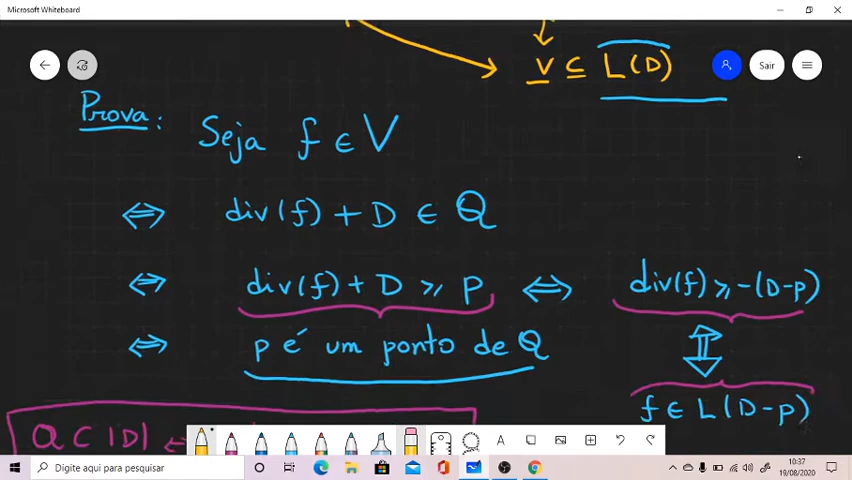 Microsoft Whiteboard
V ⊆ L(D)
Sair
Prova:
Seja f ∈ V
⇔ div(f) + D ∈ Q
⇔ div(f) + D ⩾ P ⇔ div(f) ⩾ -(D-p)
⇔ p é um ponto de Q
⇕
f ∈ L(D-p)
Q ⊂ |D| ↔
A
Digite aqui para pesquisar
10:37
19/08/2020